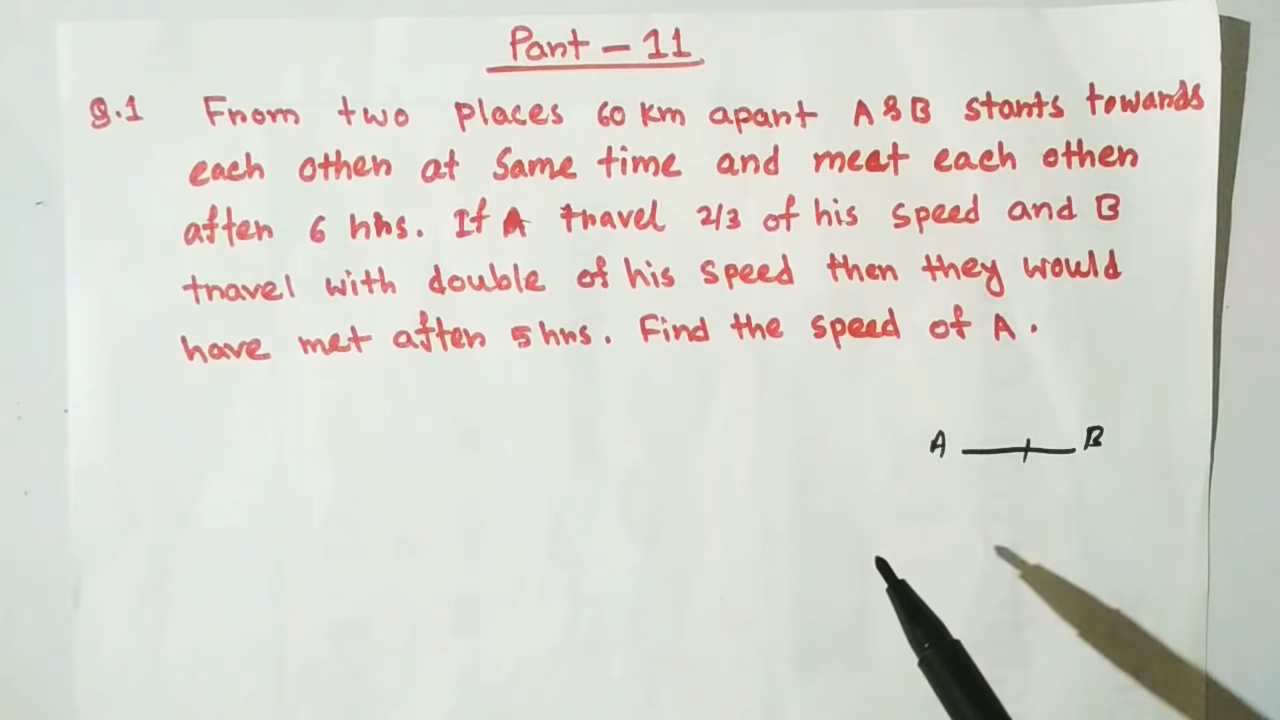 Part - 11
Q.1 From two places 60 km apart A & B starts towards
each other at same time and meet each other
after 6 hrs. If A travel 2/3 of his speed and B
travel with double of his speed then they would
have met after 5 hrs. Find the speed of A.
A B